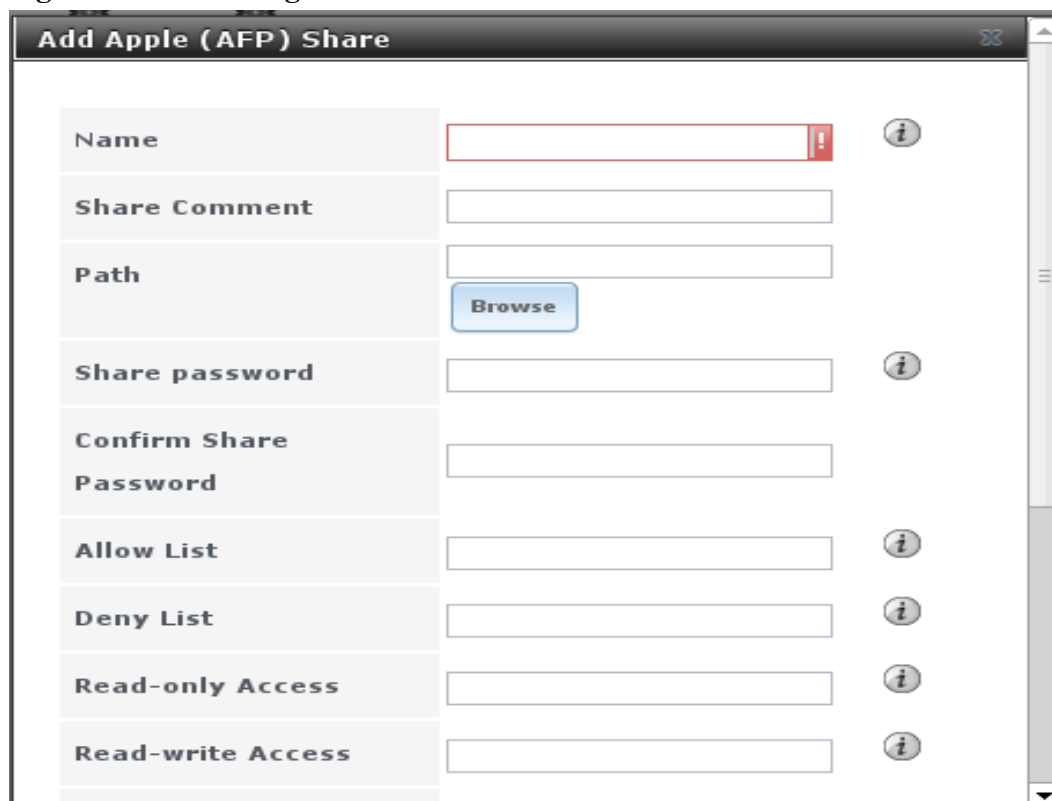 Add Apple (AFP) Share
Name
Share Comment
Path
Browse
Share password
Confirm Share
Password
Allow List
Deny List
Read-only Access
Read-write Access